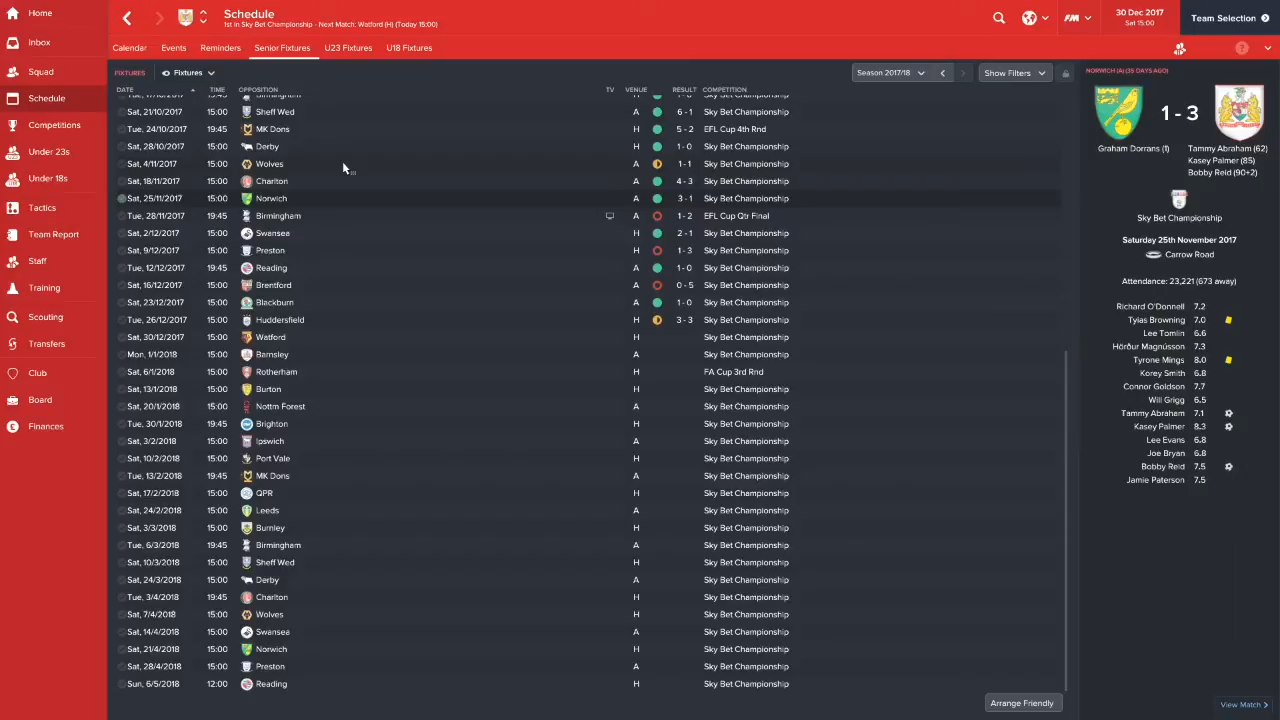 Home
Inbox
Squad
Schedule
Competitions
Under 23s
Under 18s
Tactics
Team Report
Staff
Training
Scouting
Transfers
Club
Board
Finances
Schedule
1st in Sky Bet Championship - Next Match: Watford (H) (Today 15:00)
FM
30 Dec 2017
Sat 15:00
Team Selection
Calendar Events Reminders Senior Fixtures U23 Fixtures U18 Fixtures
FIXTURES Fixtures Season 2017/18 Show Filters
DATE TIME OPPOSITION TV VENUE RESULT COMPETITION
Sat, 21/10/2017 15:00 Sheff Wed A 6 - 1 Sky Bet Championship
Tue, 24/10/2017 19:45 MK Dons H 5 - 2 EFL Cup 4th Rnd
Sat, 28/10/2017 15:00 Derby H 1 - 0 Sky Bet Championship
Sat, 4/11/2017 15:00 Wolves A 1 - 1 Sky Bet Championship
Sat, 18/11/2017 15:00 Charlton A 4 - 3 Sky Bet Championship
Sat, 25/11/2017 15:00 Norwich A 3 - 1 Sky Bet Championship
Tue, 28/11/2017 19:45 Birmingham A 1 - 2 EFL Cup Qtr Final
Sat, 2/12/2017 15:00 Swansea H 2 - 1 Sky Bet Championship
Sat, 9/12/2017 15:00 Preston H 1 - 3 Sky Bet Championship
Tue, 12/12/2017 19:45 Reading A 1 - 0 Sky Bet Championship
Sat, 16/12/2017 15:00 Brentford A 0 - 5 Sky Bet Championship
Sat, 23/12/2017 15:00 Blackburn A 1 - 0 Sky Bet Championship
Tue, 26/12/2017 15:00 Huddersfield H 3 - 3 Sky Bet Championship
Sat, 30/12/2017 15:00 Watford H Sky Bet Championship
Mon, 1/1/2018 15:00 Barnsley A Sky Bet Championship
Sat, 6/1/2018 15:00 Rotherham H FA Cup 3rd Rnd
Sat, 13/1/2018 15:00 Burton H Sky Bet Championship
Sat, 20/1/2018 15:00 Nottm Forest A Sky Bet Championship
Tue, 30/1/2018 19:45 Brighton H Sky Bet Championship
Sat, 3/2/2018 15:00 Ipswich A Sky Bet Championship
Sat, 10/2/2018 15:00 Port Vale H Sky Bet Championship
Tue, 13/2/2018 19:45 MK Dons A Sky Bet Championship
Sat, 17/2/2018 15:00 QPR H Sky Bet Championship
Sat, 24/2/2018 15:00 Leeds A Sky Bet Championship
Sat, 3/3/2018 15:00 Burnley H Sky Bet Championship
Tue, 6/3/2018 19:45 Birmingham A Sky Bet Championship
Sat, 10/3/2018 15:00 Sheff Wed H Sky Bet Championship
Sat, 24/3/2018 15:00 Derby A Sky Bet Championship
Tue, 3/4/2018 19:45 Charlton H Sky Bet Championship
Sat, 7/4/2018 15:00 Wolves H Sky Bet Championship
Sat, 14/4/2018 15:00 Swansea A Sky Bet Championship
Sat, 21/4/2018 15:00 Norwich H Sky Bet Championship
Sat, 28/4/2018 15:00 Preston A Sky Bet Championship
Sun, 6/5/2018 12:00 Reading H Sky Bet Championship
Arrange Friendly
NORWICH (A) (35 DAYS AGO)
1 - 3
Graham Dorrans (1) Tammy Abraham (62)
Kasey Palmer (85)
Bobby Reid (90+2)
Sky Bet Championship
Saturday 25th November 2017
Carrow Road
Attendance: 23,221 (673 away)
Richard O'Donnell 7.2
Tyias Browning 7.0
Lee Tomlin 6.6
Hörður Magnússon 7.3
Tyrone Mings 8.0
Korey Smith 6.8
Connor Goldson 7.7
Will Grigg 6.5
Tammy Abraham 7.1
Kasey Palmer 8.3
Lee Evans 6.8
Joe Bryan 6.8
Bobby Reid 7.5
Jamie Paterson 7.5
View Match